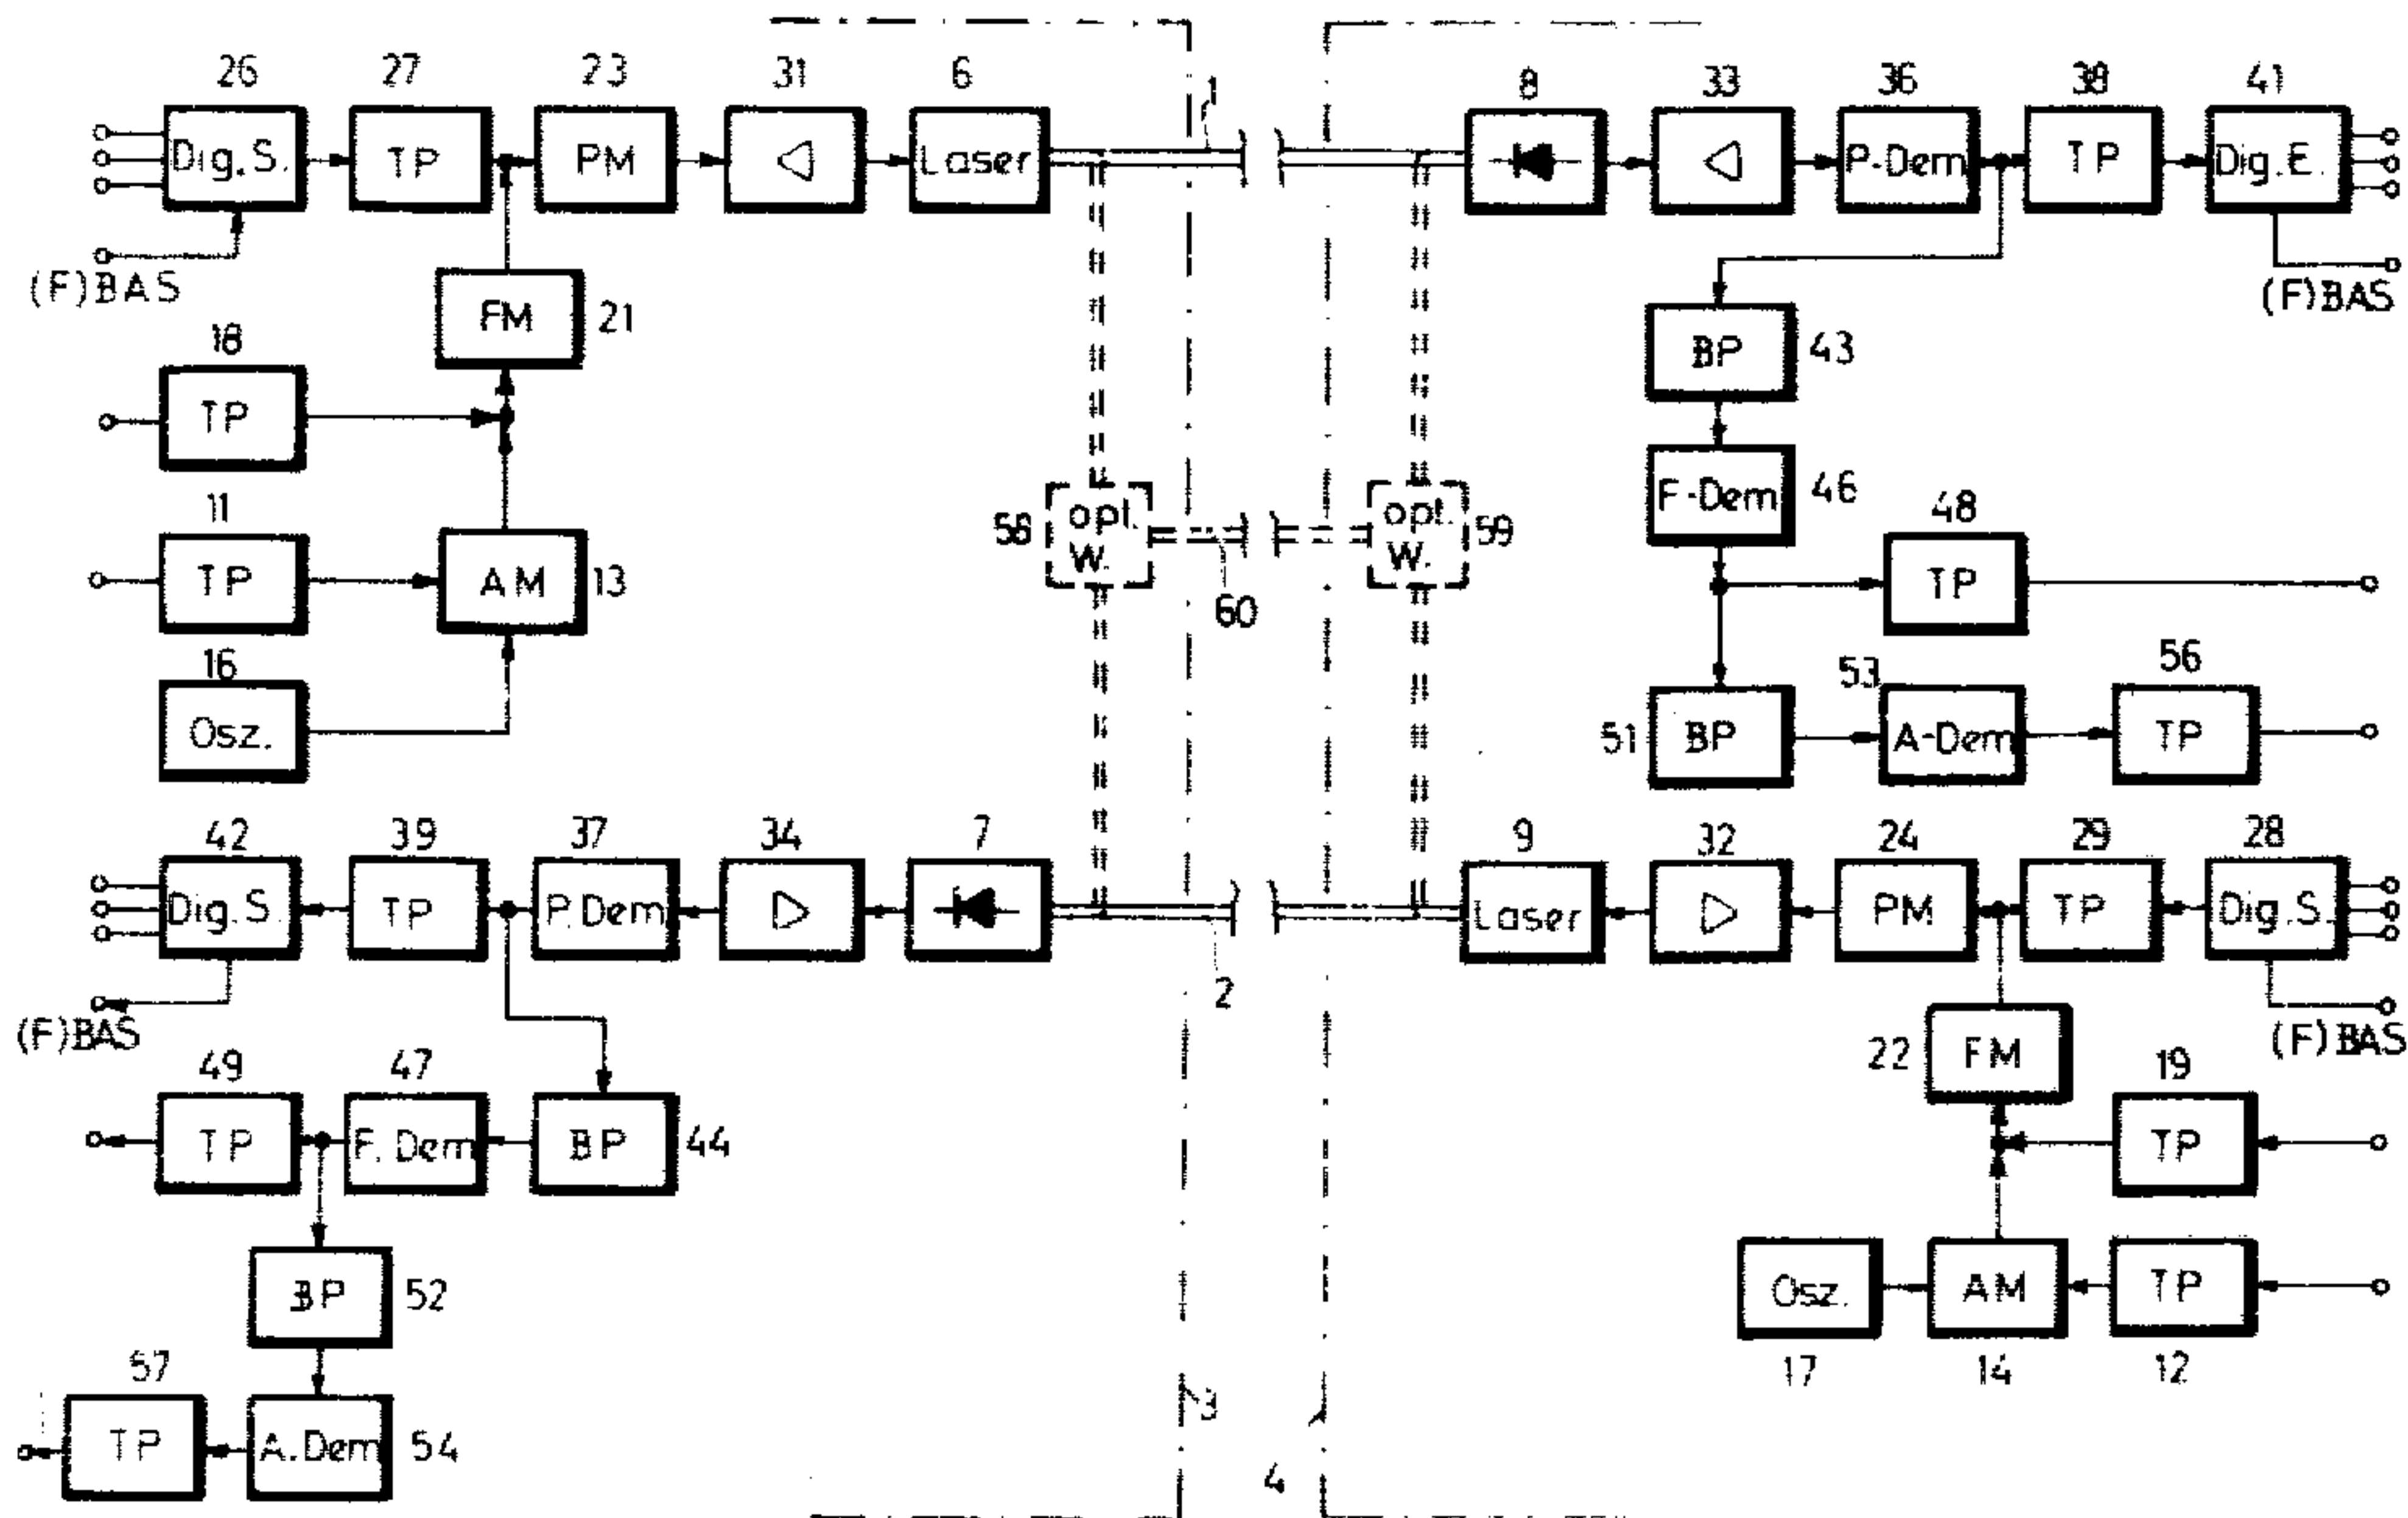 26 27 23 31 6 1 8 33 36 38 41
Dig.S. TP PM Laser P-Dem TP Dig.E.
(F)BAS FM 21 (F)BAS
18 BP 43
TP
11 F-Dem 46 48
58 opt. W. opt. W. 59
TP AM 13 60 TP
16 53 56
Osz. 51 BP A-Dem TP
42 39 37 34 7 9 32 24 29 28
Dig.S. TP P.Dem Laser PM TP Dig.S.
2
(F)BAS (F)BAS
49 47 22 FM 19
TP F.Dem BP 44 TP
BP 52 Osz. AM TP
57 17 14 12
3
TP A.Dem 54
4